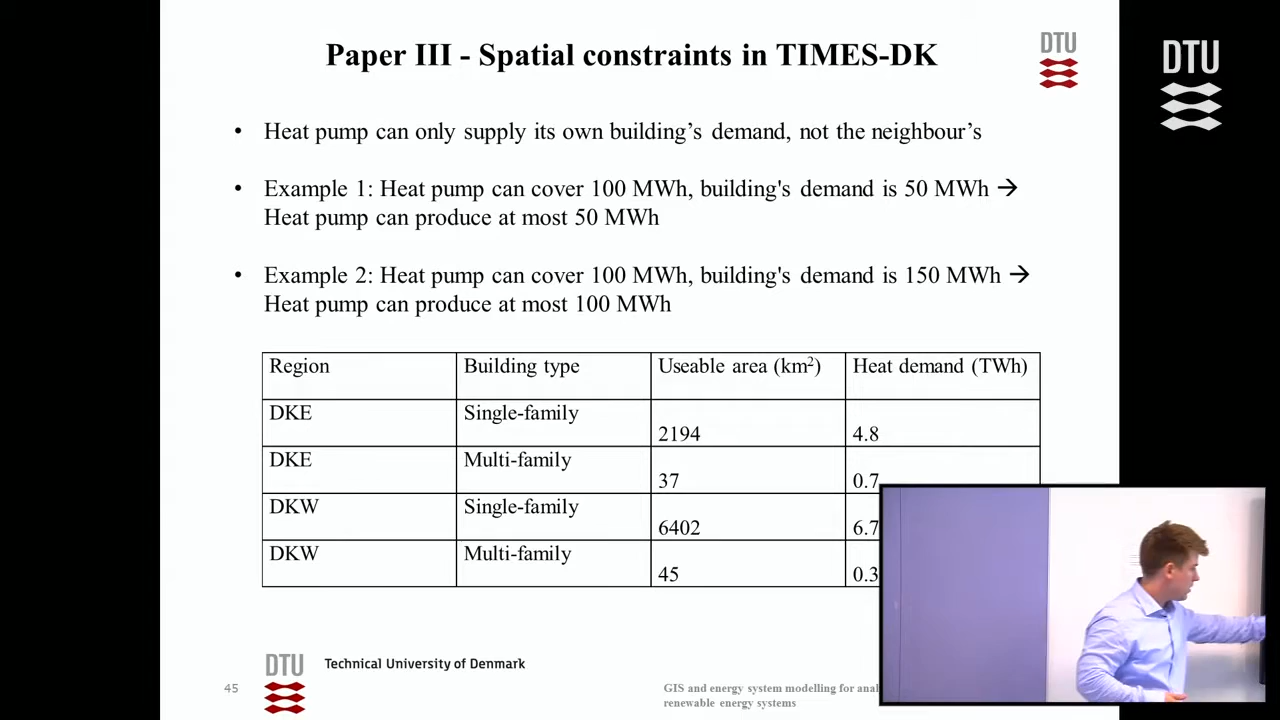 Paper III - Spatial constraints in TIMES-DK
DTU
DTU
• Heat pump can only supply its own building’s demand, not the neighbour’s
• Example 1: Heat pump can cover 100 MWh, building's demand is 50 MWh →
Heat pump can produce at most 50 MWh
• Example 2: Heat pump can cover 100 MWh, building's demand is 150 MWh →
Heat pump can produce at most 100 MWh
Region Building type Useable area (km²) Heat demand (TWh)
DKE Single-family 2194 4.8
DKE Multi-family 37 0.7
DKW Single-family 6402 6.7
DKW Multi-family 45 0.3
45
DTU
Technical University of Denmark
GIS and energy system modelling for
renewable energy systems